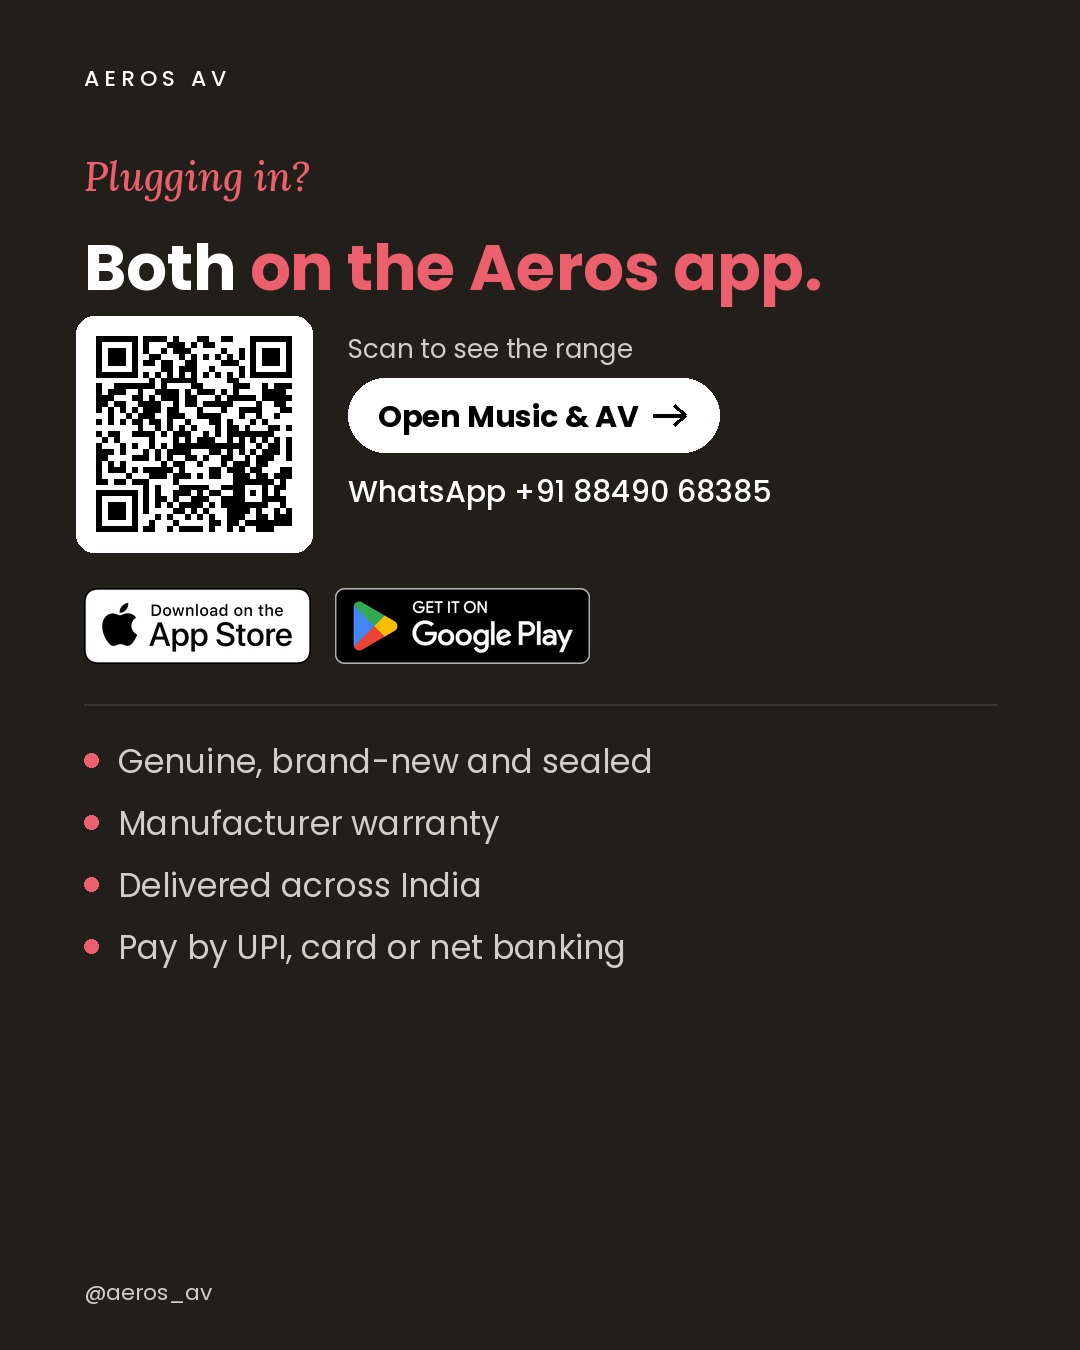 AEROS AV
Plugging in?
Both on the Aeros app.
Scan to see the range
Open Music & AV →
WhatsApp +91 88490 68385
Download on the
App Store
GET IT ON
Google Play
Genuine, brand-new and sealed
Manufacturer warranty
Delivered across India
Pay by UPI, card or net banking
@aeros_av